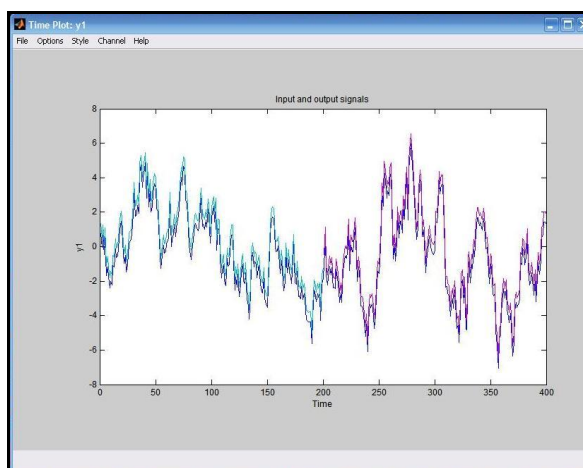 Time Plot: y1
File Options Style Channel Help
Input and output signals
8
6
4
2
0
-2
-4
-6
-8
y1
0 50 100 150 200 250 300 350 400
Time